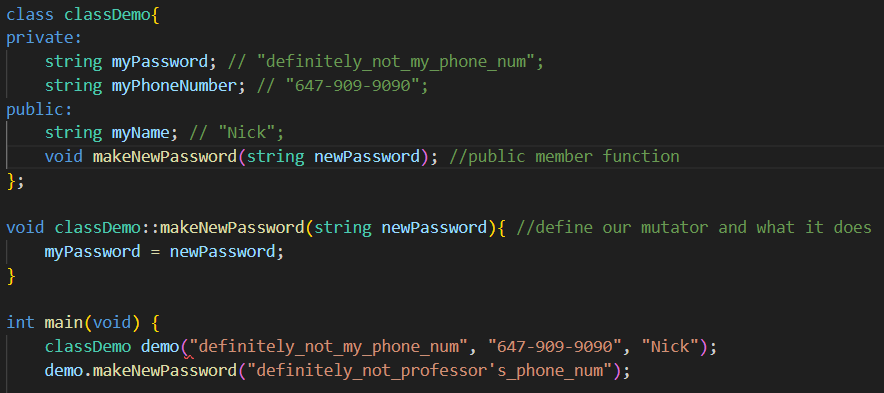 class classDemo{
private:
    string myPassword; // "definitely_not_my_phone_num";
    string myPhoneNumber; // "647-909-9090";
public:
    string myName; // "Nick";
    void makeNewPassword(string newPassword); //public member function
};

void classDemo::makeNewPassword(string newPassword){ //define our mutator and what it does
    myPassword = newPassword;
}

int main(void) {
    classDemo demo("definitely_not_my_phone_num", "647-909-9090", "Nick");
    demo.makeNewPassword("definitely_not_professor's_phone_num");